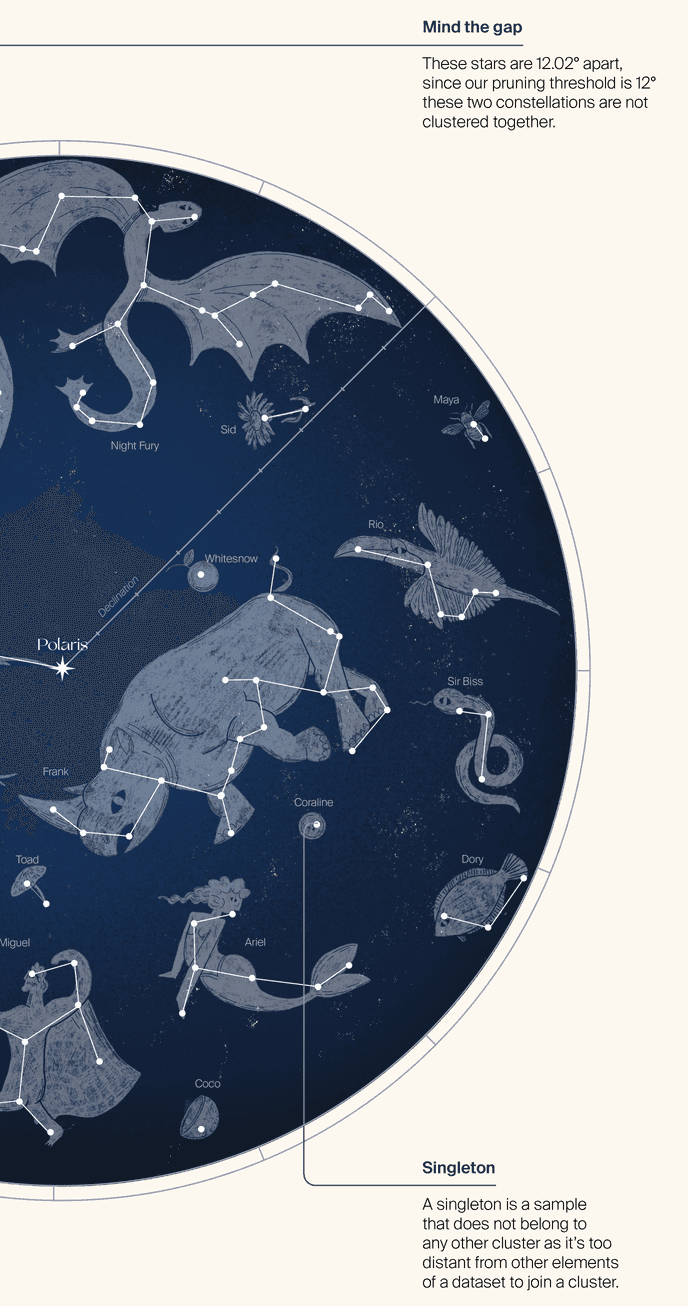 Mind the gap
These stars are 12.02° apart,
since our pruning threshold is 12°
these two constellations are not
clustered together.
Maya
Sid
Night Fury
Rio
Whitesnow
Declination
Polaris
Sir Biss
Frank
Coraline
Toad
Dory
Miguel
Ariel
Coco
Singleton
A singleton is a sample
that does not belong to
any other cluster as it’s too
distant from other elements
of a dataset to join a cluster.